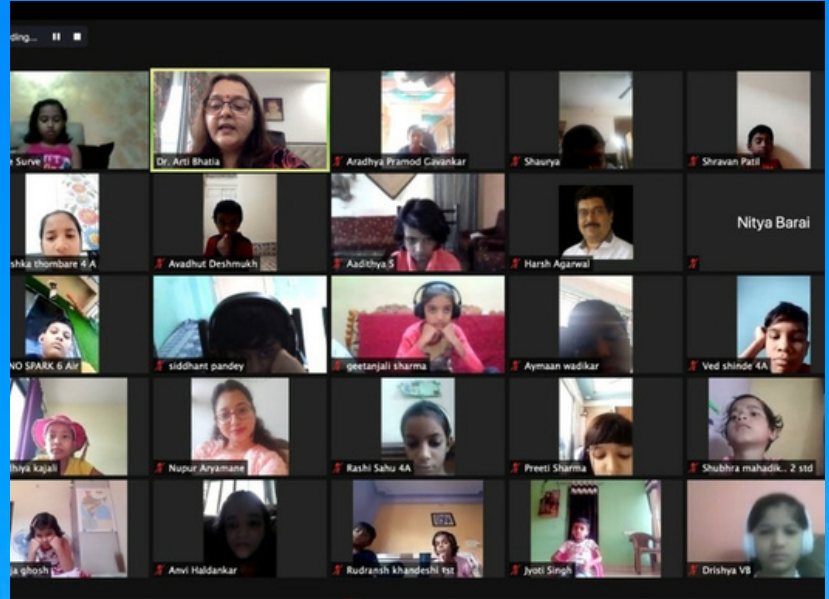 ding...
e Surve
Dr. Arti Bhatia
Aradhya Pramod Gavankar
Shaurya
Shravan Patil
shka thombare 4 A
Avadhut Deshmukh
Aadithya S
Harsh Agarwal
Nitya Barai
NO SPARK 6 Air
siddhant pandey
geetanjali sharma
Aymaan wadikar
Ved shinde 4A
dhiya kajali
Nupur Aryamane
Rashi Sahu 4A
Preeti Sharma
Shubhra mahadik.. 2 std
ja ghosh
Anvi Haldankar
Rudransh khandeshi 1st
Jyoti Singh
Drishya VB